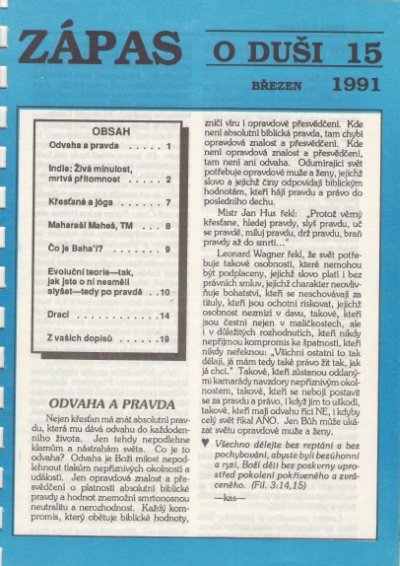 ZÁPAS
O DUŠI 15
BŘEZEN 1991
OBSAH
Odvaha a pravda . . . . . 1
Indie: Živá minulost,
mrtvá přítomnost . . . . . 2
Křesťané a jóga . . . . . 7
Maharaši Maheš, TM . . . 8
Čo je Baha'i? . . . . . 9
Evoluční teorie—tak,
jak jste o ní nesměli
slyšet—tedy po pravdě . . 10
Draci . . . . . 14
Z vašich dopisů . . . . . 19
ODVAHA A PRAVDA
Nejen křesťan má znát absolutní prav-
du, která mu dává odvahu do každoden-
ního života. Jen tehdy nepodlehne
klamům a nástrahám světa. Co je to
odvaha? Odvaha je Boží milost nepod-
lehnout tlakům nepříznivých okolností a
událostí. Jen opravdová znalost a pře-
svědčení o platnosti absolutní biblické
pravdy a hodnot znemožní smrtonosnou
neutralitu a nerozhodnost. Každý kom-
promis, který obětuje biblické hodnoty,
zničí víru i opravdové přesvědčení. Kde
není absolutní biblická pravda, tam chybí
opravdová znalost a přesvědčení. Kde
není opravdová znalost a přesvědčení,
tam není ani odvaha. Odumírající svět
potřebuje opravdové muže a ženy, jejichž
slovo a jejichž činy odpovídají biblickým
hodnotám, kteří hájí pravdu a právo do
posledního dechu.
Mistr Jan Hus řekl: „Protož věrný
křesťane, hledej pravdy, slyš pravdu, uč
se pravdě, miluj pravdu, drž pravdu, braň
pravdy až do smrti..."
Leonard Wagner řekl, že svět potře-
buje takové osobnosti, které nemohou
být podplaceny, jejichž slovo platí i bez
právních smluv, jejichž charakter neovliv-
ňuje bohatství, kteří se neschovávají za
tituly, kteří jsou ochotni riskovat, jejichž
osobnost nezmizí v davu, takové, kteří
jsou čestní nejen v maličkostech, ale
i v důležitých rozhodnutích, kteří nikdy
nepřijmou kompromis ke špatnosti, kteří
nikdy neřeknou: „Všichni ostatní to tak
dělají, já mám tedy také právo žít tak, jak
já chci." Takové, kteří zůstanou oddaný-
mi kamarády navzdory nepříznivým okol-
nostem, takové, kteří se nebojí postavit
se za pravdu a právo, i když jim to uškodí,
takové, kteří mají odvahu říci NE, i kdyby
celý svět říkal ANO. Jen Bůh může uká-
zat světu opravdové muže a ženy.
♥ Všechno dělejte bez reptání a bez
pochybování, abyste byli bezúhonní
a ryzí, Boží děti bez poskvrny upro-
střed pokolení pokřiveného a zvrá-
ceného. (Fil. 3:14,15)
—kas—